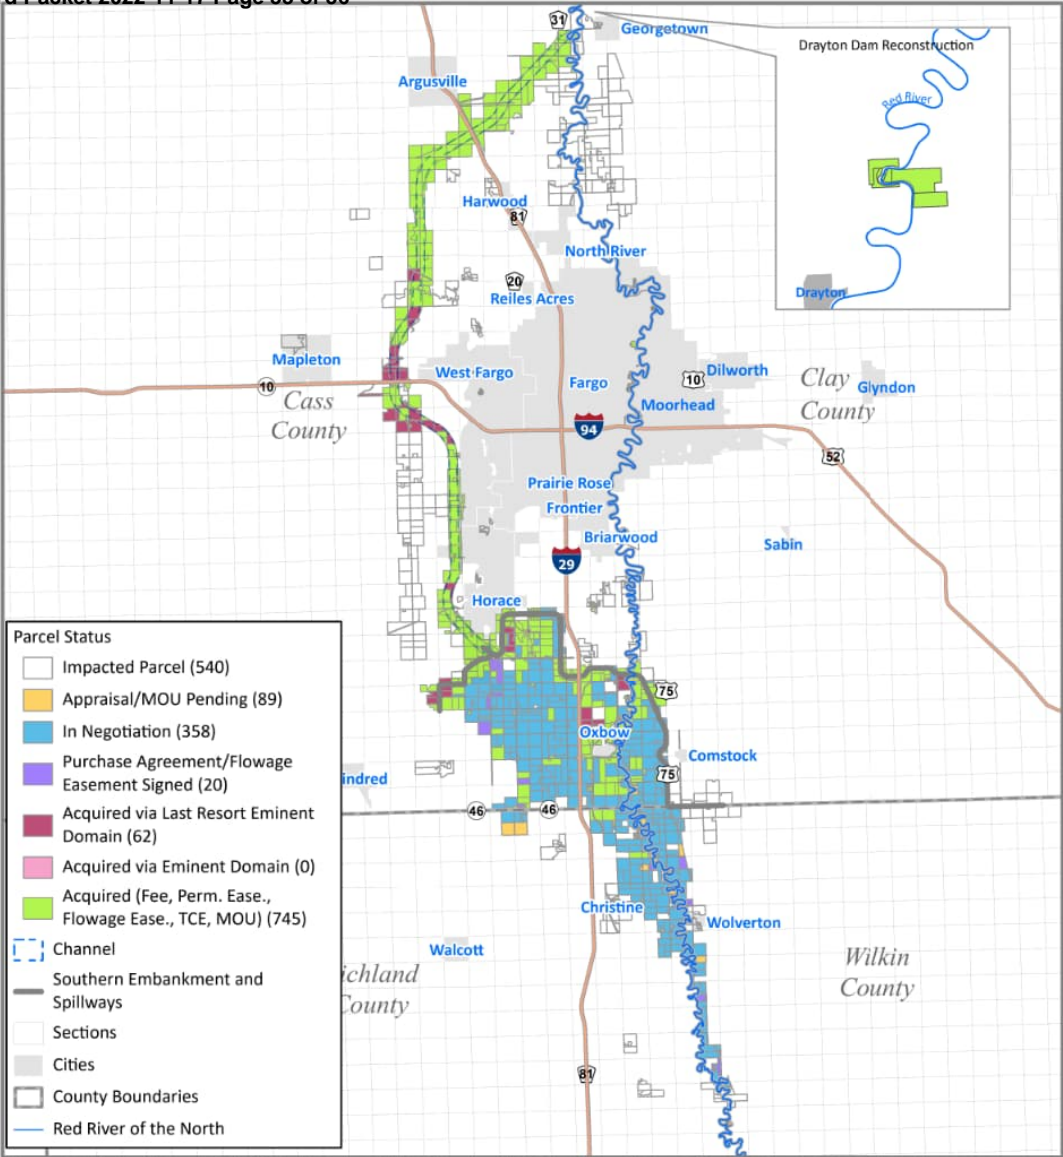 31
Georgetown
Drayton Dam Reconstruction
Argusville
Red River
Harwood
81
North River
20
Reiles Acres
Drayton
Mapleton
West Fargo
Fargo
10
Dilworth
Clay
County
Glyndon
10
Cass
County
Moorhead
94
52
Prairie Rose
Frontier
Briarwood
Sabin
29
Horace
Parcel Status
Impacted Parcel (540)
Appraisal/MOU Pending (89)
In Negotiation (358)
Purchase Agreement/Flowage
Easement Signed (20)
Acquired via Last Resort Eminent
Domain (62)
Acquired via Eminent Domain (0)
Acquired (Fee, Perm. Ease.,
Flowage Ease., TCE, MOU) (745)
Channel
Southern Embankment and
Spillways
Sections
Cities
County Boundaries
Red River of the North
75
Oxbow
Comstock
indred
75
46
46
Christine
Wolverton
Walcott
ichland
County
Wilkin
County
81